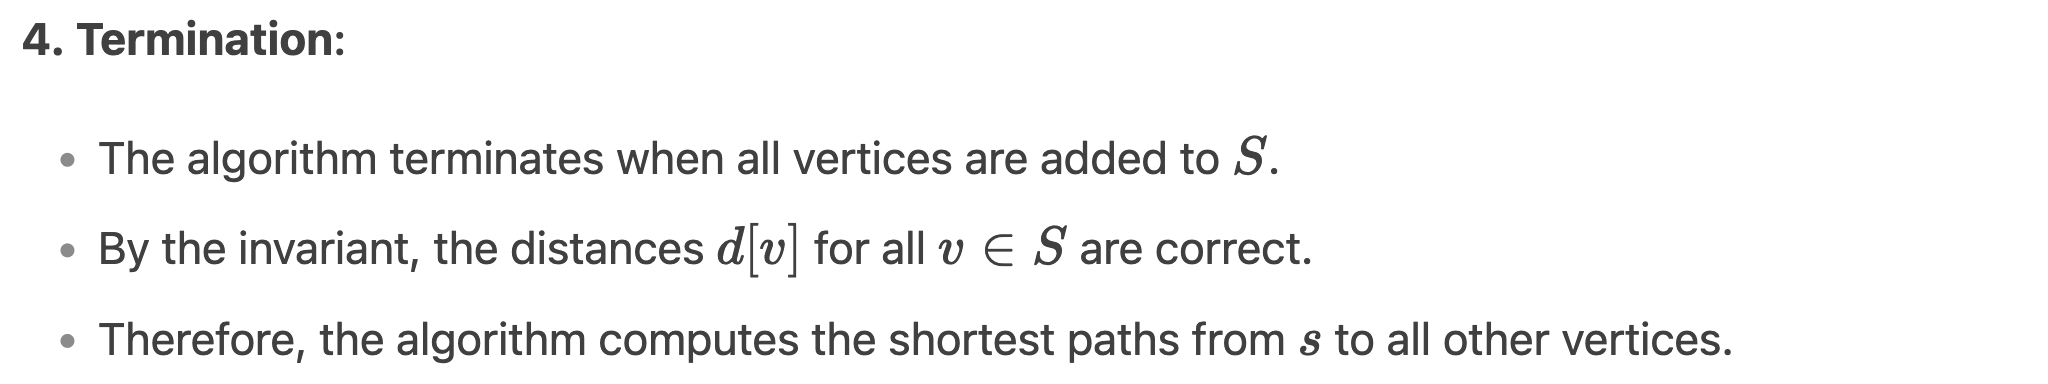 4. Termination:
• The algorithm terminates when all vertices are added to S.
• By the invariant, the distances d[v] for all v ∈ S are correct.
• Therefore, the algorithm computes the shortest paths from s to all other vertices.